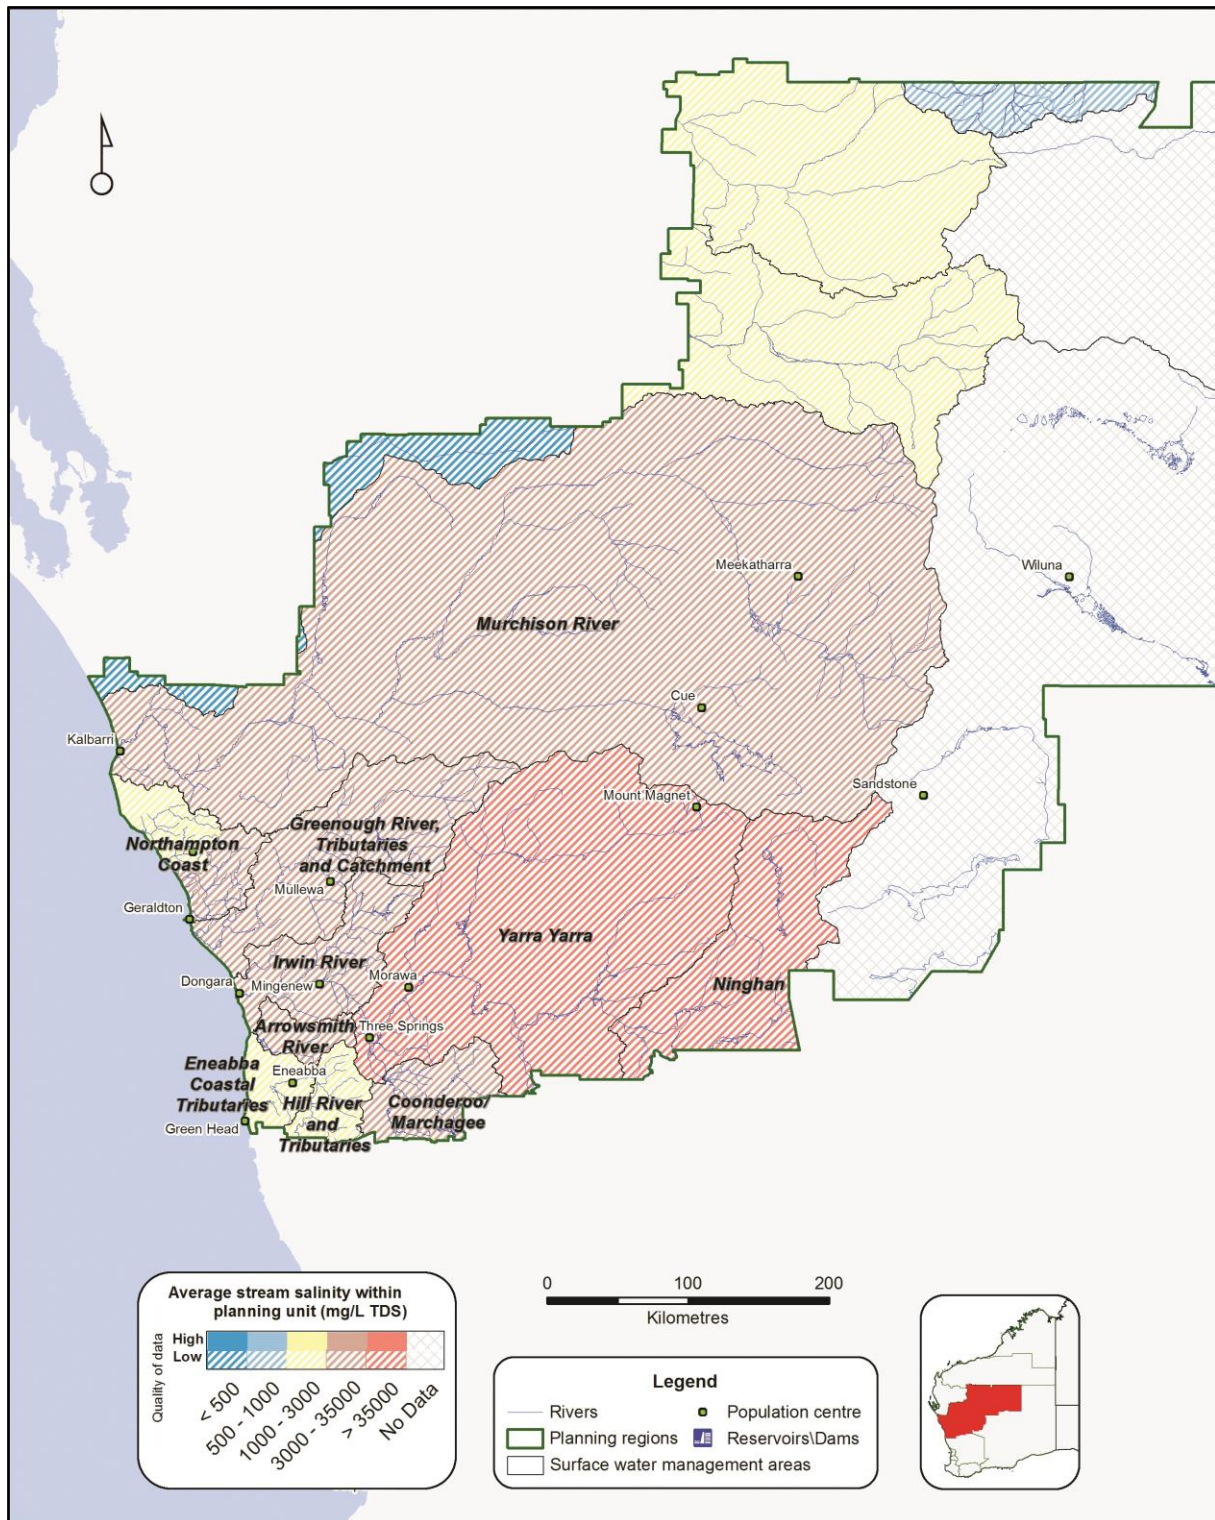 Meekatharra
Wiluna
Murchison River
Cue
Kalbarri
Mount Magnet
Sandstone
Greenough River,
Tributaries
and Catchment
Northampton
Coast
Mullewa
Geraldton
Yarra Yarra
Irwin River
Morawa
Ninghan
Dongara
Mingenew
Arrowsmith
River
Three Springs
Eneabba
Coastal
Tributaries
Eneabba
Hill River
and
Tributaries
Coonderoo/
Marchagee
Green Head
Average stream salinity within
planning unit (mg/L TDS)
Quality of data
High
Low
< 500
500 - 1000
1000 - 3000
3000 - 35000
> 35000
No Data
0 100 200
Kilometres
Legend
Rivers
Population centre
Planning regions
Reservoirs\Dams
Surface water management areas